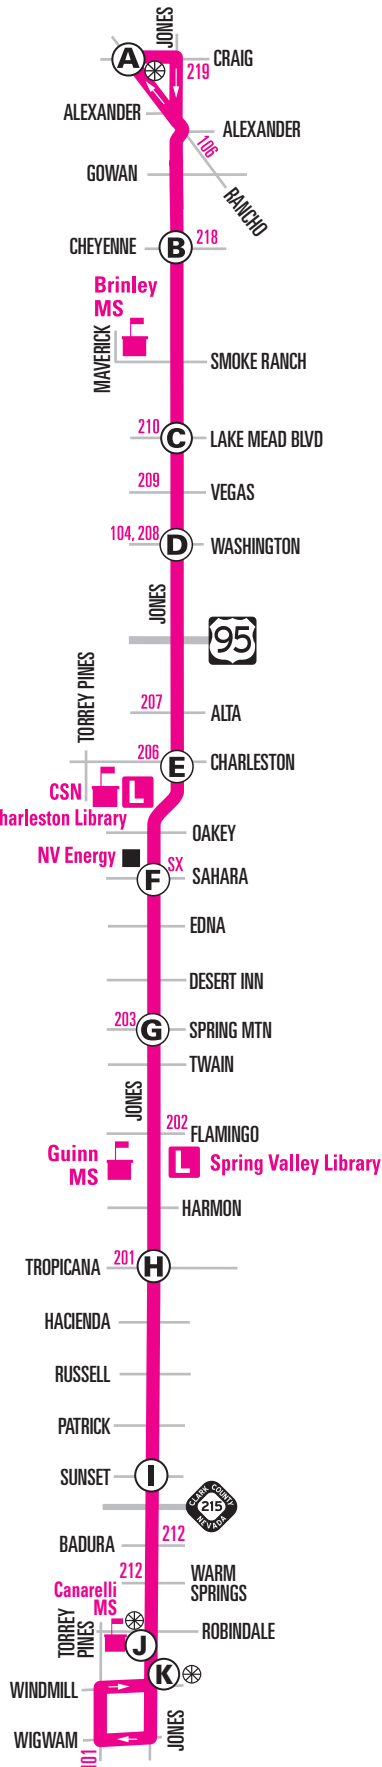 JONES
A
CRAIG
219
ALEXANDER
ALEXANDER
106
GOWAN
RANCHO
CHEYENNE
B
218
Brinley
MS
MAVERICK
SMOKE RANCH
210
C
LAKE MEAD BLVD
209
VEGAS
104, 208
D
WASHINGTON
JONES
95
TORREY PINES
207
ALTA
206
E
CHARLESTON
CSN
L
harleston Library
OAKEY
NV Energy
SX
F
SAHARA
EDNA
DESERT INN
203
G
SPRING MTN
TWAIN
JONES
202
FLAMINGO
Guinn
MS
L
Spring Valley Library
HARMON
TROPICANA
201
H
HACIENDA
RUSSELL
PATRICK
SUNSET
I
CLARK COUNTY
215
NEVADA
BADURA
212
212
WARM
SPRINGS
Canarelli
MS
TORREY
PINES
J
ROBINDALE
K
WINDMILL
WIGWAM
JONES